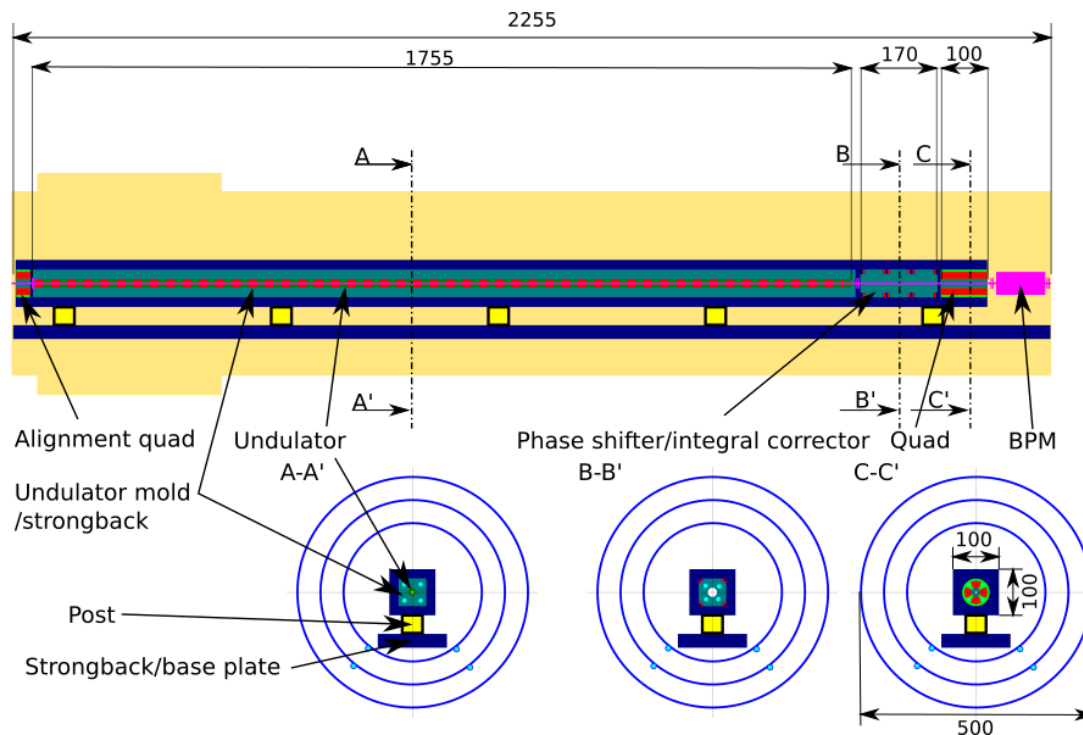 2255
1755
170
100
A
B
C
A'
B'
C'
Alignment quad
Undulator
Phase shifter/integral corrector
Quad
BPM
A-A'
B-B'
C-C'
Undulator mold
/strongback
100
100
Post
Strongback/base plate
500